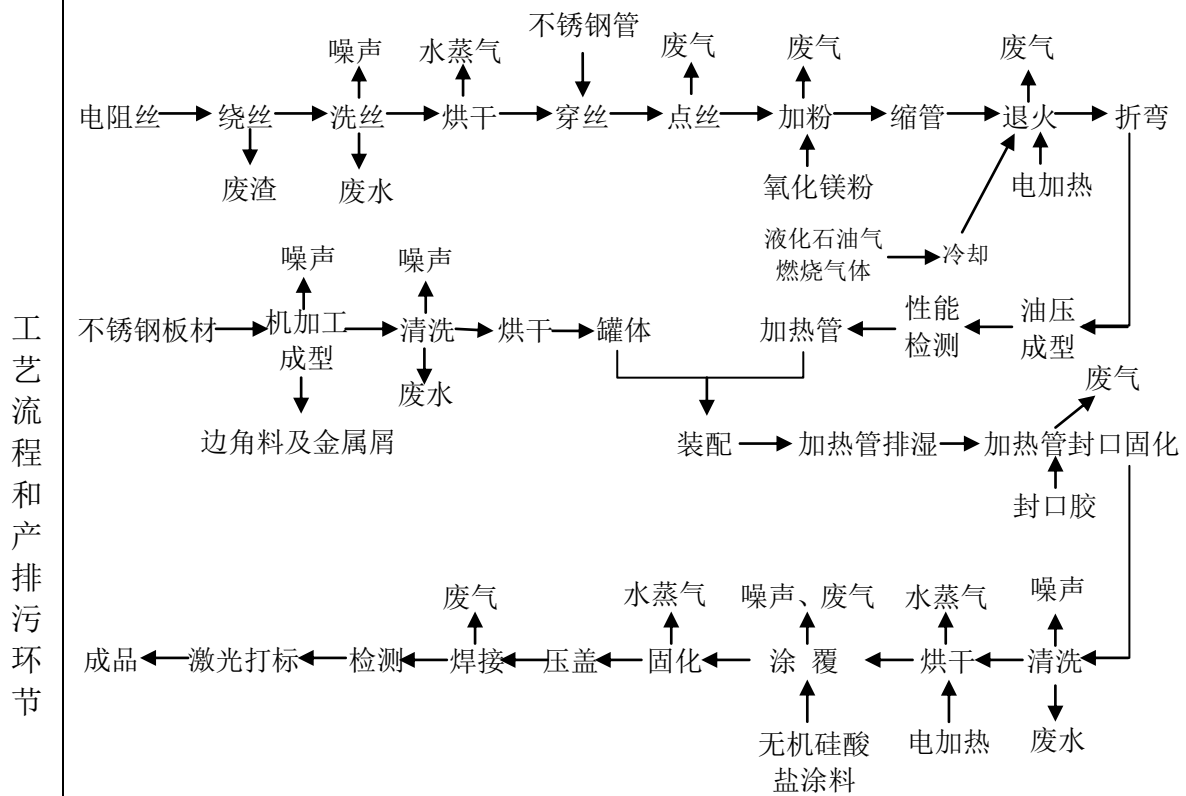 不锈钢管
噪声
水蒸气
废气
废气
废气
电阻丝
绕丝
洗丝
烘干
穿丝
点丝
加粉
缩管
退火
折弯
废渣
废水
氧化镁粉
电加热
液化石油气
燃烧气体
冷却
噪声
噪声
不锈钢板材
机加工
成型
清洗
烘干
罐体
加热管
性能
检测
油压
成型
废水
废气
边角料及金属屑
装配
加热管排湿
加热管封口固化
封口胶
废气
水蒸气
噪声、废气
水蒸气
噪声
成品
激光打标
检测
焊接
压盖
固化
涂 覆
烘干
清洗
无机硅酸
盐涂料
电加热
废水
工艺流程和产排污环节